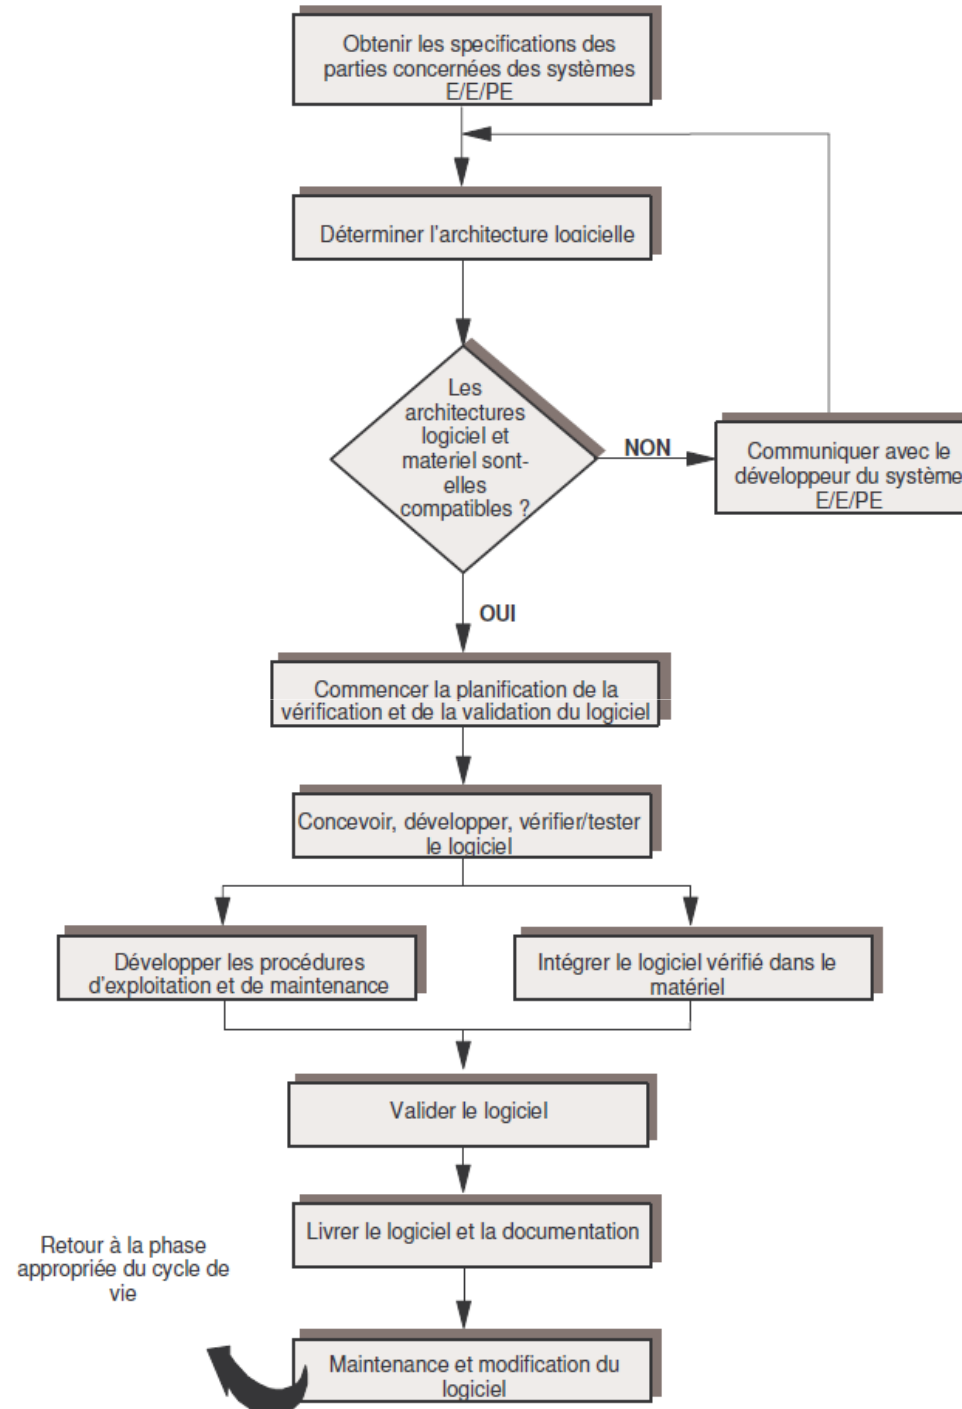 Obtenir les specifications des
parties concernées des systèmes
E/E/PE
Déterminer l'architecture logicielle
Les
architectures
logiciel et
materiel sont-
elles
compatibles ?
NON
Communiquer avec le
développeur du système
E/E/PE
OUI
Commencer la planification de la
vérification et de la validation du logiciel
Concevoir, développer, vérifier/tester
le logiciel
Développer les procédures
d'exploitation et de maintenance
Intégrer le logiciel vérifié dans le
matériel
Valider le logiciel
Livrer le logiciel et la documentation
Retour à la phase
appropriée du cycle de
vie
Maintenance et modification du
logiciel